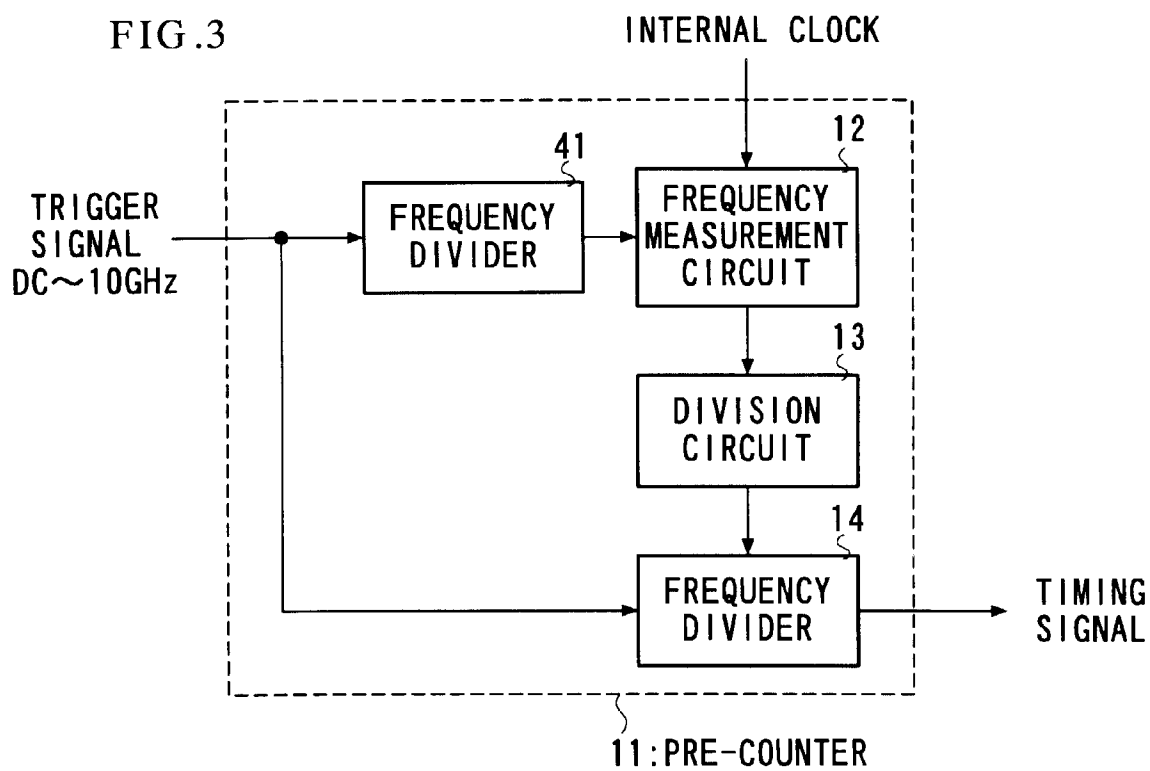 FIG.3
INTERNAL CLOCK
12
41
TRIGGER
SIGNAL
DC～10GHz
FREQUENCY
DIVIDER
FREQUENCY
MEASUREMENT
CIRCUIT
13
DIVISION
CIRCUIT
14
FREQUENCY
DIVIDER
TIMING
SIGNAL
11:PRE-COUNTER